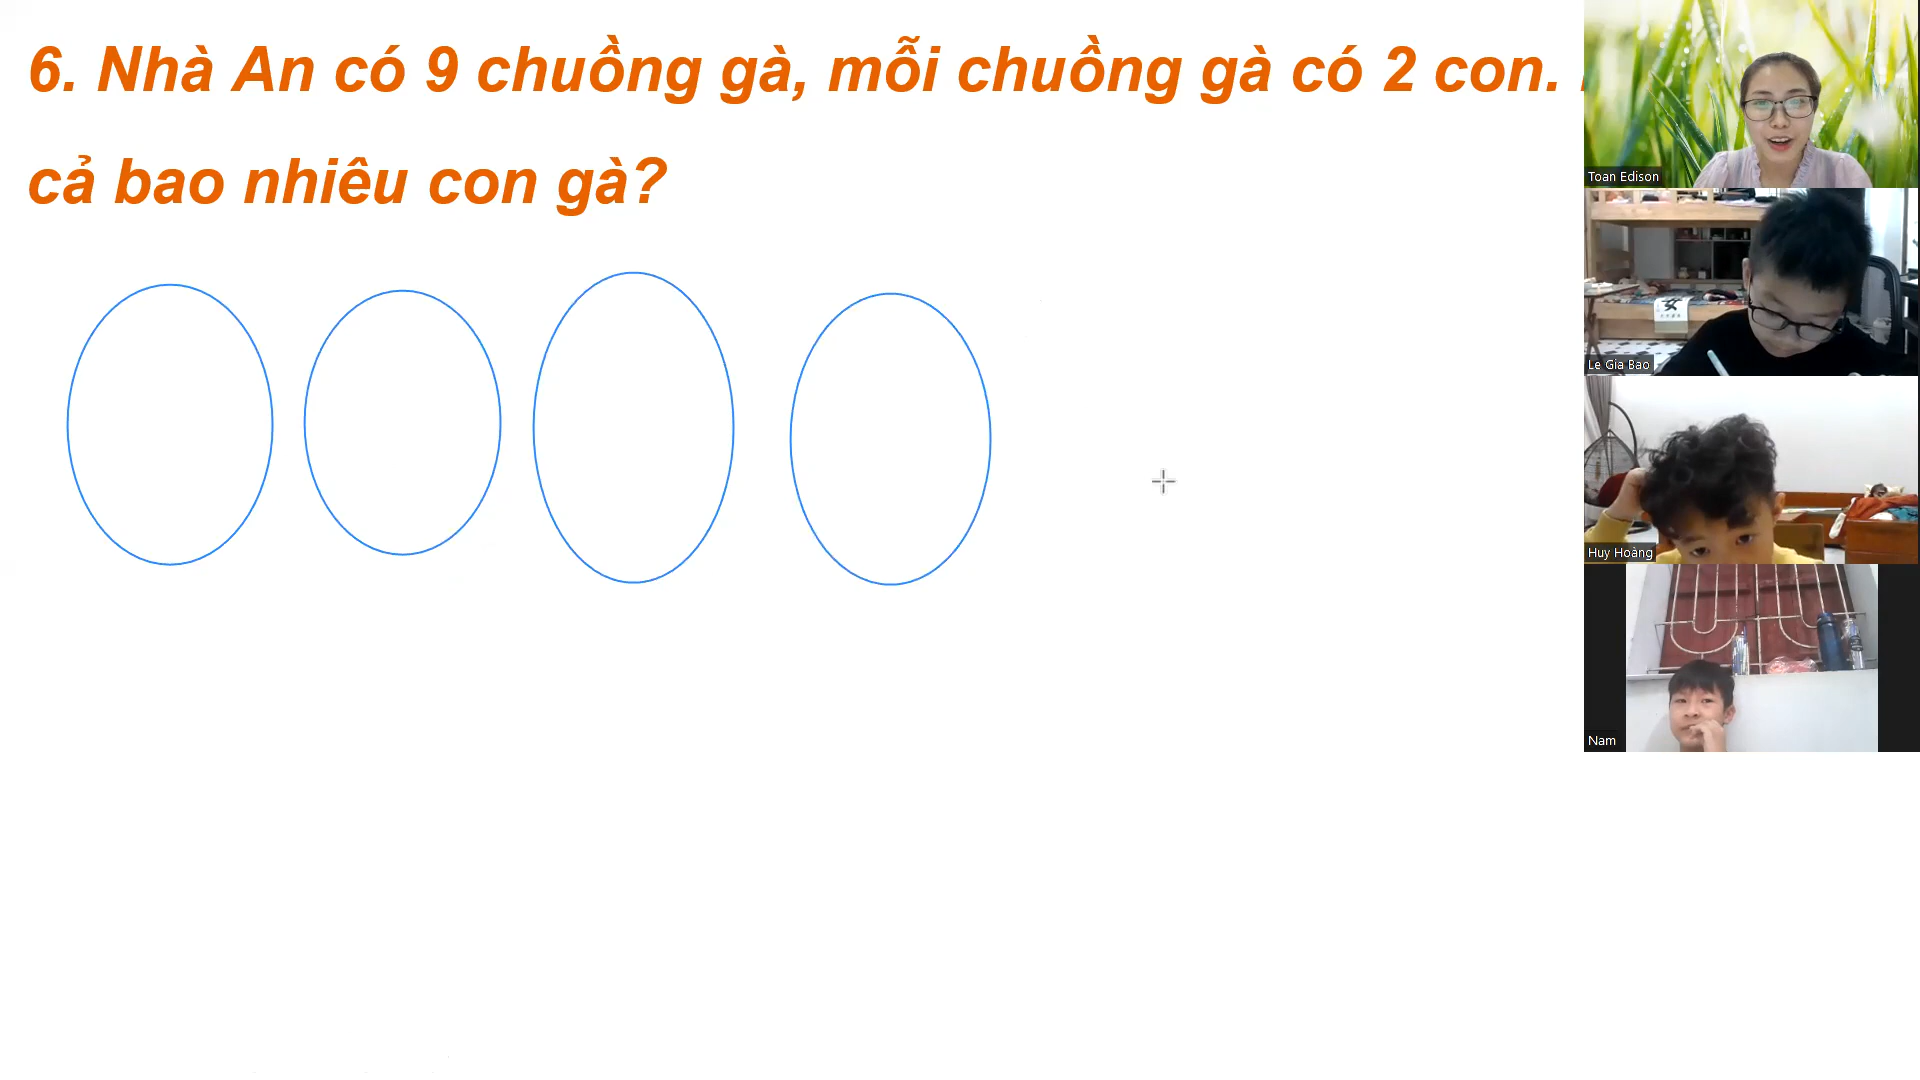 6. Nhà An có 9 chuồng gà, mỗi chuồng gà có 2 con.
cả bao nhiêu con gà?
Toan Edison
Le Gia Bao
Huy Hoàng
Nam